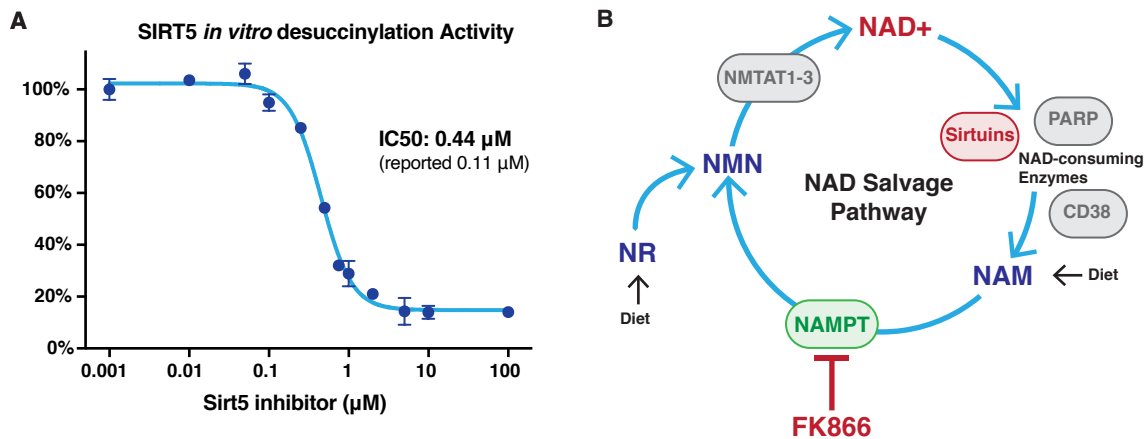 A
SIRT5 in vitro desuccinylation Activity
100%
80%
60%
40%
20%
0%
IC50: 0.44 µM
(reported 0.11 µM)
0.001
0.01
0.1
1
10
100
Sirt5 inhibitor (µM)
B
NAD+
NMTAT1-3
PARP
Sirtuins
NAD-consuming
Enzymes
NMN
NAD Salvage
Pathway
CD38
NR
NAM
Diet
Diet
NAMPT
FK866